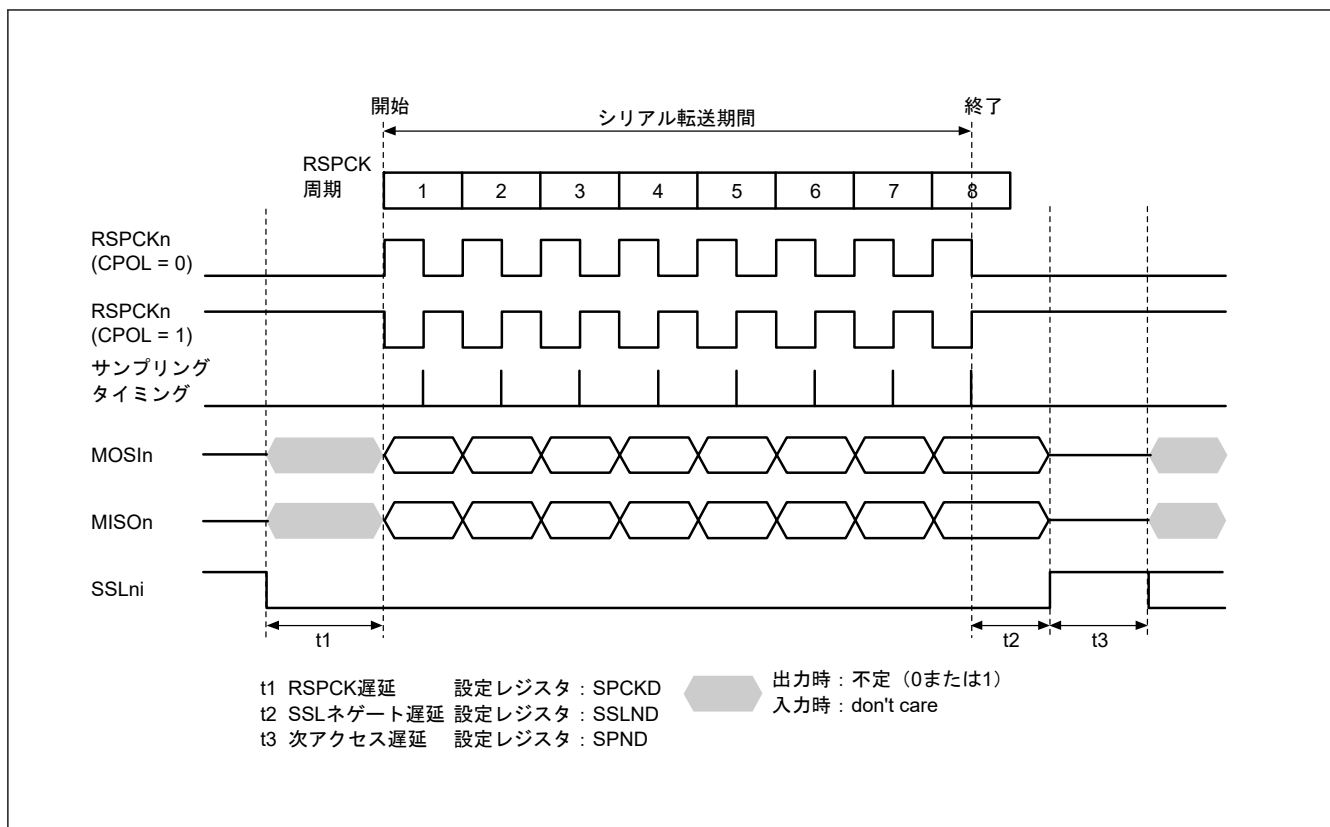 開始
終了
シリアル転送期間
RSPCK
周期
1 2 3 4 5 6 7 8
RSPCKn
(CPOL = 0)
RSPCKn
(CPOL = 1)
サンプリング
タイミング
MOSIn
MISOn
SSLni
t1
t2
t3
t1 RSPCK遅延 設定レジスタ：SPCKD
t2 SSLネゲート遅延 設定レジスタ：SSLND
t3 次アクセス遅延 設定レジスタ：SPND
出力時：不定（0または1）
入力時：don't care